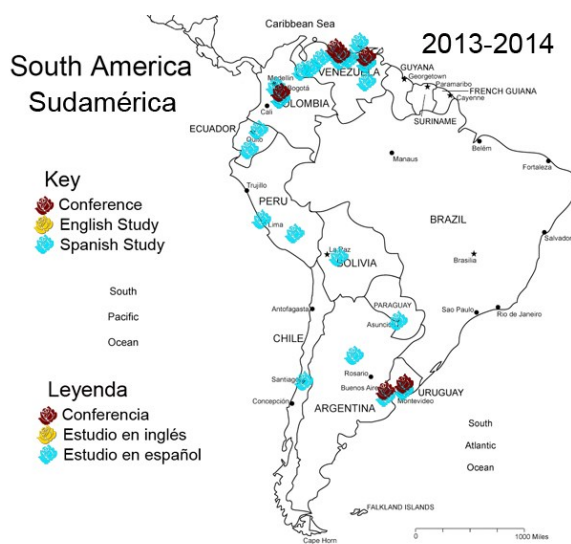 Caribbean Sea
2013-2014
South America
Sudamérica
VENEZUELA
GUYANA
Georgetown
Paramaribo
FRENCH GUIANA
Cayenne
SURINAME
Medellín
Bogotá
Cali
COLOMBIA
ECUADOR
Quito
Manaus
Belém
Fortaleza
Key
Conference
English Study
Spanish Study
Trujillo
PERU
Lima
BRAZIL
Salvador
La Paz
BOLIVIA
Brasília
South
Pacific
Ocean
PARAGUAY
Asunción
Sao Paulo
Rio de Janeiro
Antofagasta
CHILE
Santiago
Rosario
Buenos Aires
Concepción
ARGENTINA
URUGUAY
Montevideo
Leyenda
Conferencia
Estudio en inglés
Estudio en español
South
Atlantic
Ocean
FALKLAND ISLANDS
Cape Horn
0
1000 Miles